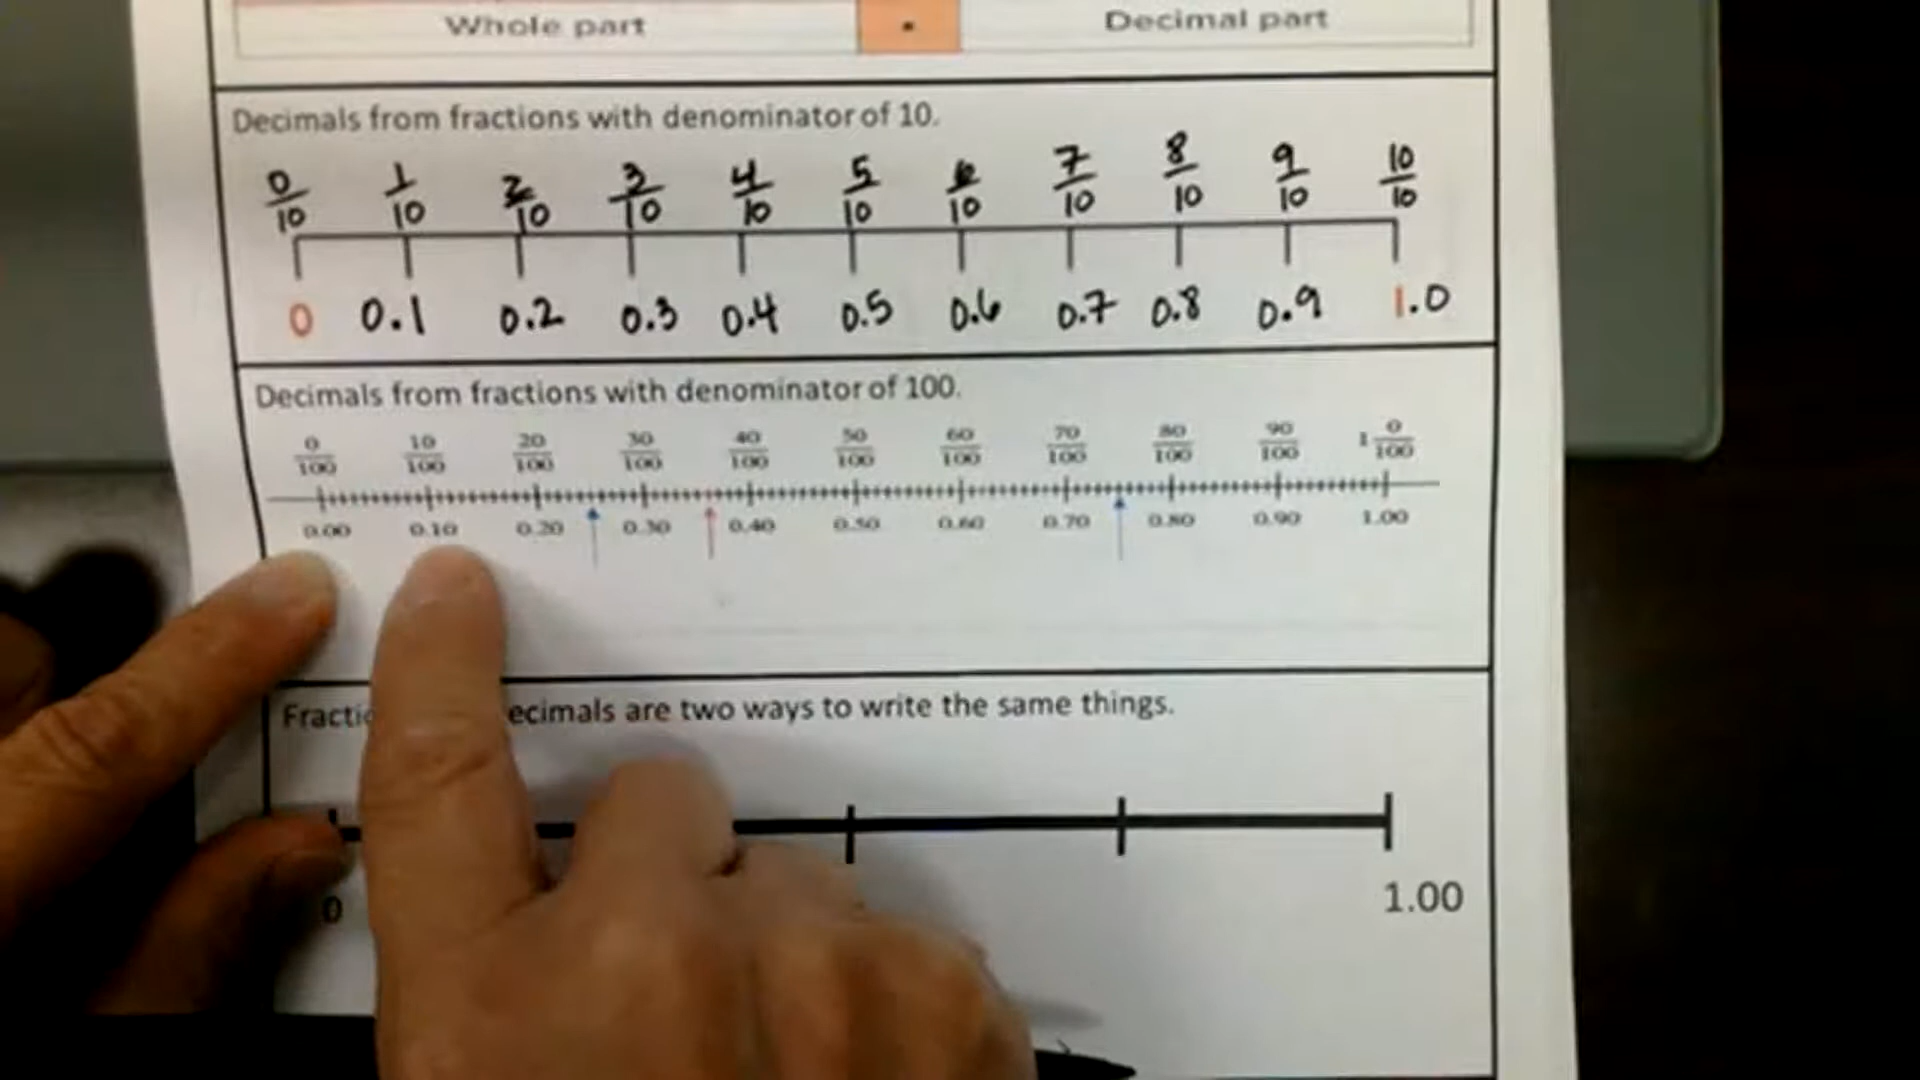 Whole part . Decimal part
Decimals from fractions with denominator of 10.
0/10 1/10 2/10 3/10 4/10 5/10 6/10 7/10 8/10 9/10 10/10
0 0.1 0.2 0.3 0.4 0.5 0.6 0.7 0.8 0.9 1.0
Decimals from fractions with denominator of 100.
0/100 10/100 20/100 30/100 40/100 50/100 60/100 70/100 80/100 90/100 1 0/100
0.00 0.10 0.20 0.30 0.40 0.50 0.60 0.70 0.80 0.90 1.00
are two ways to write the same things.
0 1.00